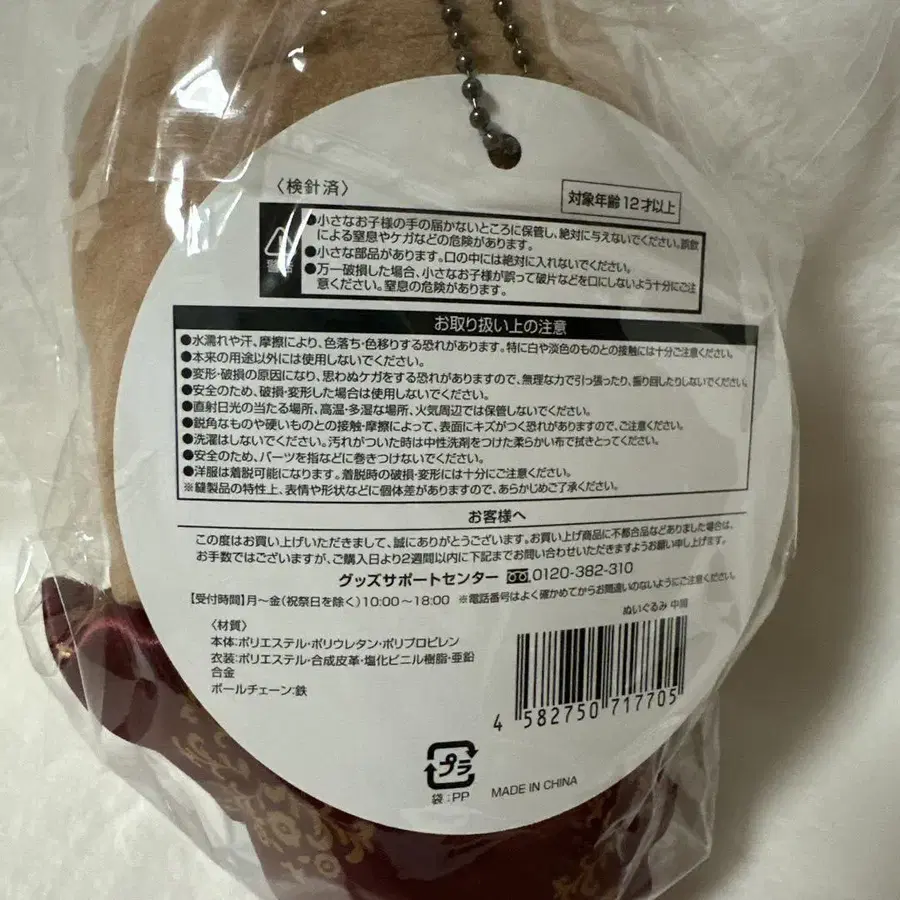 〈検針済〉
対象年齢12才以上
●小さなお子様の手の届かないところに保管し、絶対に与えないでください。誤飲
による窒息やケガなどの危険があります。
●小さな部品があります。口の中には絶対に入れないでください。
●万一破損した場合、小さなお子様が誤って破片などを口にしないよう十分にご注
意ください。窒息の危険があります。
お取り扱い上の注意
●水濡れや汗、摩擦により、色落ち・色移りする恐れがあります。特に白や淡色のものとの接触には十分ご注意ください。
●本来の用途以外には使用しないでください。
●変形・破損の原因になり、思わぬケガをする恐れがありますので、無理な力で引っ張ったり、振り回したりしないでください。
●安全のため、破損・変形した場合は使用しないでください。
●直射日光の当たる場所、高温・多湿な場所、火気周辺では保管しないでください。
●鋭角なものや硬いものとの接触・摩擦によって、表面にキズがつく恐れがありますので、ご注意ください。
●洗濯はしないでください。汚れがついた時は中性洗剤をつけた柔らかい布で拭きとってください。
●安全のため、パーツを指などに巻きつけないでください。
●洋服は着脱可能になります。着脱時の破損・変形には十分にご注意ください。
※縫製品の特性上、表情や形状などに個体差がありますので、あらかじめご了承ください。
お客様へ
この度はお買い上げいただきまして、誠にありがとうございます。お買い上げ商品に不都合品などありました場合は、
お手数ではございますが、ご購入日より2週間以内に下記までお問い合わせいただきますようお願い申し上げます。
グッズサポートセンター 0120-382-310
【受付時間】月〜金(祝祭日を除く)10:00〜18:00 ※電話番号はよく確かめてからお間違いのないようにご注意ください。
ぬいぐるみ 中國
〈材質〉
本体:ポリエステル・ポリウレタン・ポリプロピレン
衣装:ポリエステル・合成皮革・塩化ビニル樹脂・亜鉛
合金
ボールチェーン:鉄
4 582750 717705
プラ
袋:PP
MADE IN CHINA